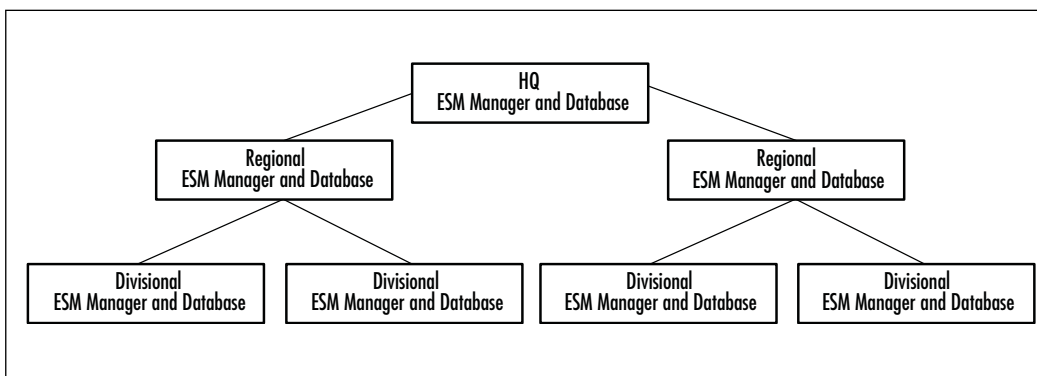 HQ
ESM Manager and Database
Regional
ESM Manager and Database
Regional
ESM Manager and Database
Divisional
ESM Manager and Database
Divisional
ESM Manager and Database
Divisional
ESM Manager and Database
Divisional
ESM Manager and Database